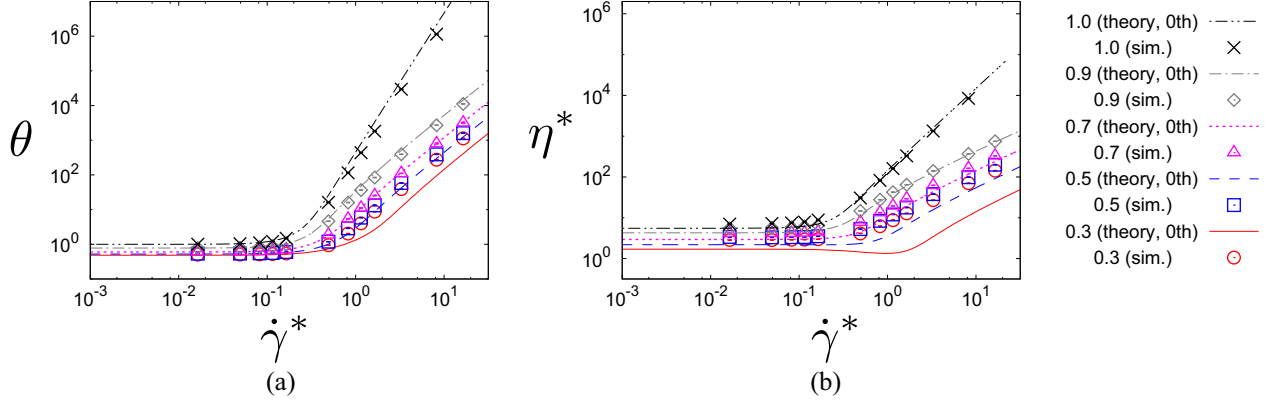 θ
10^6
10^4
10^2
10^0
10^-3
10^-2
10^-1
10^0
10^1
γ̇*
(a)
η*
10^6
10^4
10^2
10^0
10^-3
10^-2
10^-1
10^0
10^1
γ̇*
(b)
1.0 (theory, 0th)
1.0 (sim.)
0.9 (theory, 0th)
0.9 (sim.)
0.7 (theory, 0th)
0.7 (sim.)
0.5 (theory, 0th)
0.5 (sim.)
0.3 (theory, 0th)
0.3 (sim.)